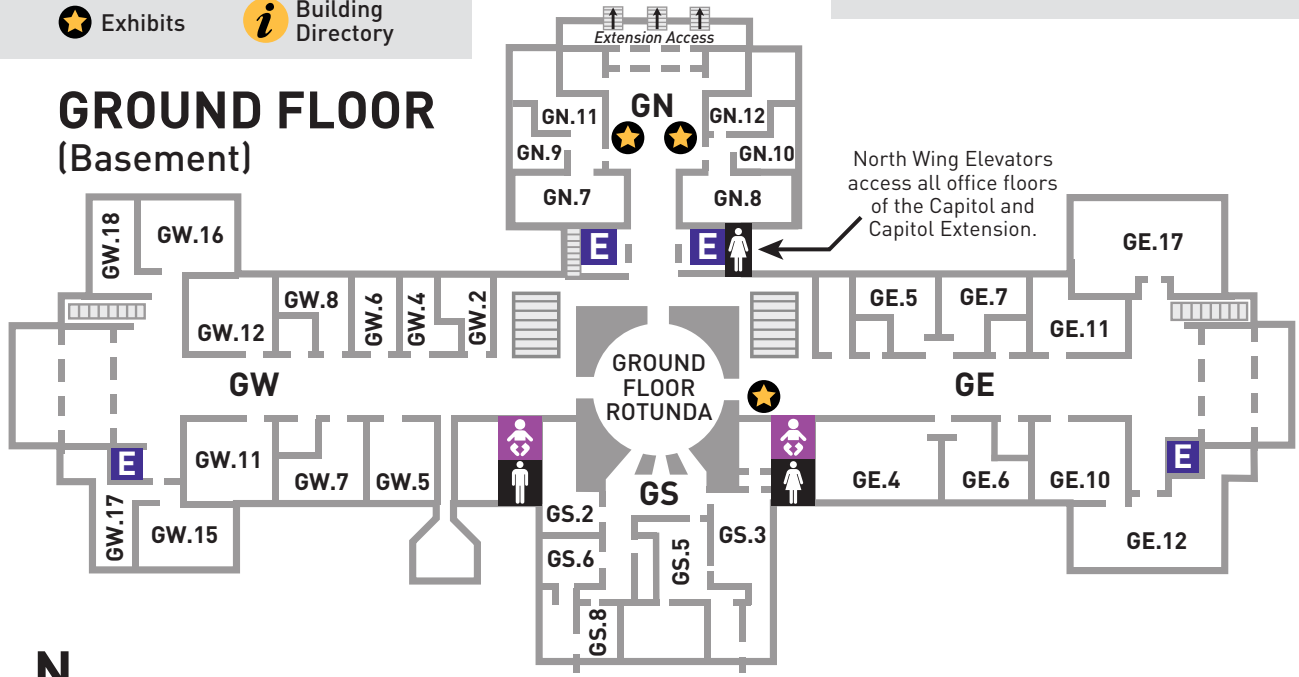 Exhibits
i
Building
Directory
Extension Access
GROUND FLOOR
(Basement)
GN
GN.11
GN.12
GN.9
GN.10
GN.7
GN.8
E
E
North Wing Elevators
access all office floors
of the Capitol and
Capitol Extension.
GW.18
GW.16
GE.17
GW.12
GW.8
GW.6
GW.4
GW.2
GE.5
GE.7
GE.11
GROUND
FLOOR
ROTUNDA
GW
GE
E
GW.11
GW.7
GW.5
GE.4
GE.6
GE.10
E
GW.17
GW.15
GS
GS.2
GS.3
GS.6
GS.5
GS.8
GE.12
N